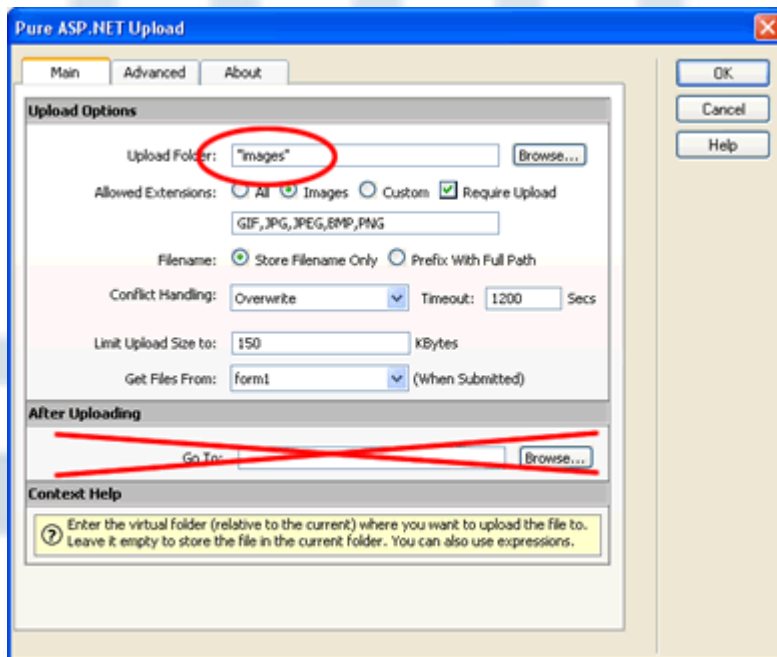 Pure ASP.NET Upload
Main Advanced About
OK
Cancel
Help
Upload Options
Upload Folder: "images" Browse...
Allowed Extensions: All Images Custom Require Upload
GIF,JPG,JPEG,BMP,PNG
Filename: Store Filename Only Prefix With Full Path
Conflict Handling: Overwrite Timeout: 1200 Secs
Limit Upload Size to: 150 KBytes
Get Files From: form1 (When Submitted)
After Uploading
Go To: Browse...
Context Help
Enter the virtual folder (relative to the current) where you want to upload the file to.
Leave it empty to store the file in the current folder. You can also use expressions.